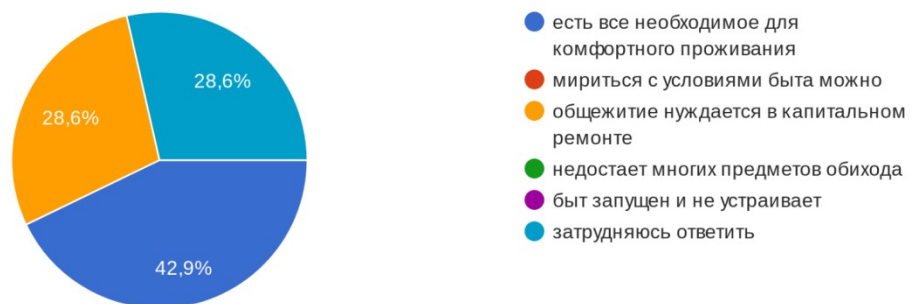 28,6%
28,6%
42,9%
есть все необходимое для
комфортного проживания
мириться с условиями быта можно
общежитие нуждается в капитальном
ремонте
недостает многих предметов обихода
быт запущен и не устраивает
затрудняюсь ответить